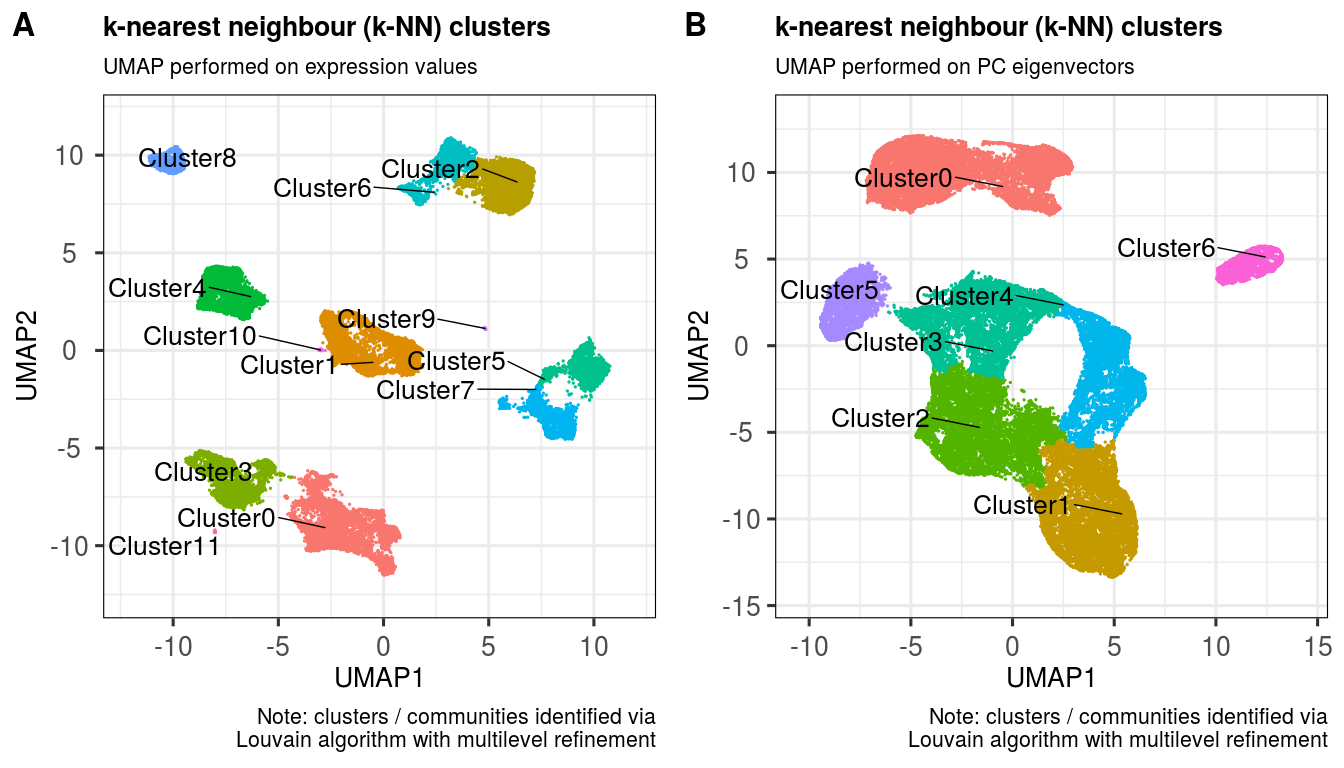 A
k-nearest neighbour (k-NN) clusters
UMAP performed on expression values
UMAP2
10
5
0
-5
-10
Cluster8
Cluster2
Cluster6
Cluster4
Cluster9
Cluster10
Cluster1
Cluster5
Cluster7
Cluster3
Cluster0
Cluster11
-10
-5
0
5
10
UMAP1
Note: clusters / communities identified via
Louvain algorithm with multilevel refinement
B
k-nearest neighbour (k-NN) clusters
UMAP performed on PC eigenvectors
UMAP2
10
5
0
-5
-10
-15
Cluster0
Cluster6
Cluster5
Cluster4
Cluster3
Cluster2
Cluster1
-10
-5
0
5
10
15
UMAP1
Note: clusters / communities identified via
Louvain algorithm with multilevel refinement